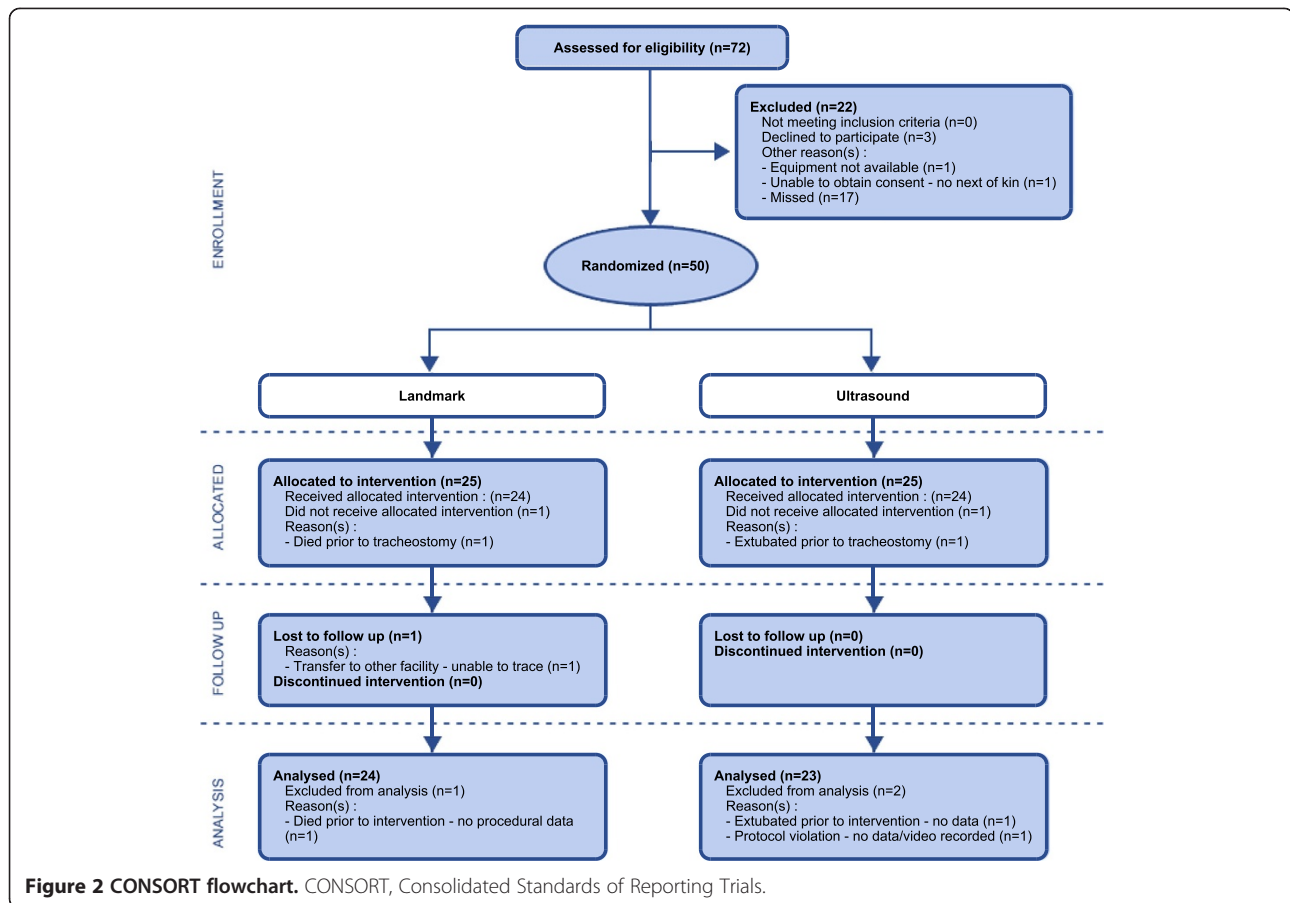 Assessed for eligibility (n=72)
Excluded (n=22)
Not meeting inclusion criteria (n=0)
Declined to participate (n=3)
Other reason(s) :
- Equipment not available (n=1)
- Unable to obtain consent - no next of kin (n=1)
- Missed (n=17)
ENROLLMENT
Randomized (n=50)
Landmark
Ultrasound
ALLOCATED
Allocated to intervention (n=25)
Received allocated intervention : (n=24)
Did not receive allocated intervention (n=1)
Reason(s) :
- Died prior to tracheostomy (n=1)
Allocated to intervention (n=25)
Received allocated intervention : (n=24)
Did not receive allocated intervention (n=1)
Reason(s) :
- Extubated prior to tracheostomy (n=1)
FOLLOW UP
Lost to follow up (n=1)
Reason(s) :
- Transfer to other facility - unable to trace (n=1)
Discontinued intervention (n=0)
Lost to follow up (n=0)
Discontinued intervention (n=0)
ANALYSIS
Analysed (n=24)
Excluded from analysis (n=1)
Reason(s) :
- Died prior to intervention - no procedural data
(n=1)
Analysed (n=23)
Excluded from analysis (n=2)
Reason(s) :
- Extubated prior to intervention - no data (n=1)
- Protocol violation - no data/video recorded (n=1)
Figure 2 CONSORT flowchart. CONSORT, Consolidated Standards of Reporting Trials.